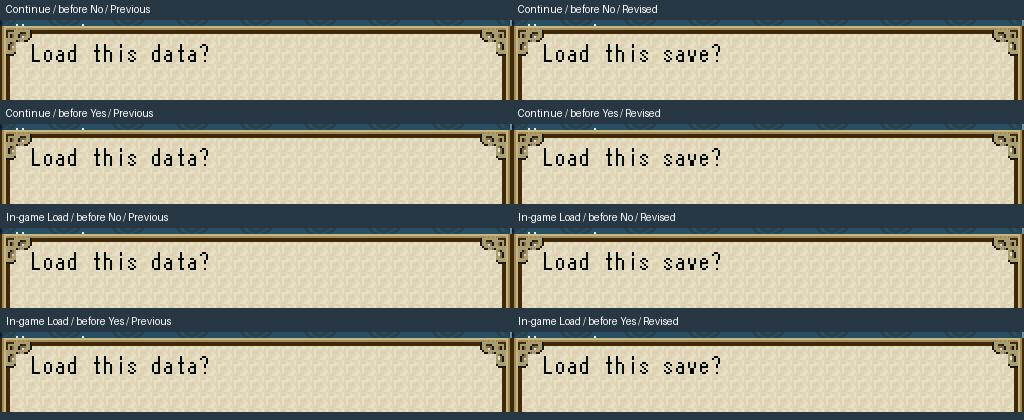 Continue / before No / Previous
Continue / before No / Revised
Load this data?
Load this save?
Continue / before Yes / Previous
Continue / before Yes / Revised
Load this data?
Load this save?
In-game Load / before No / Previous
In-game Load / before No / Revised
Load this data?
Load this save?
In-game Load / before Yes / Previous
In-game Load / before Yes / Revised
Load this data?
Load this save?